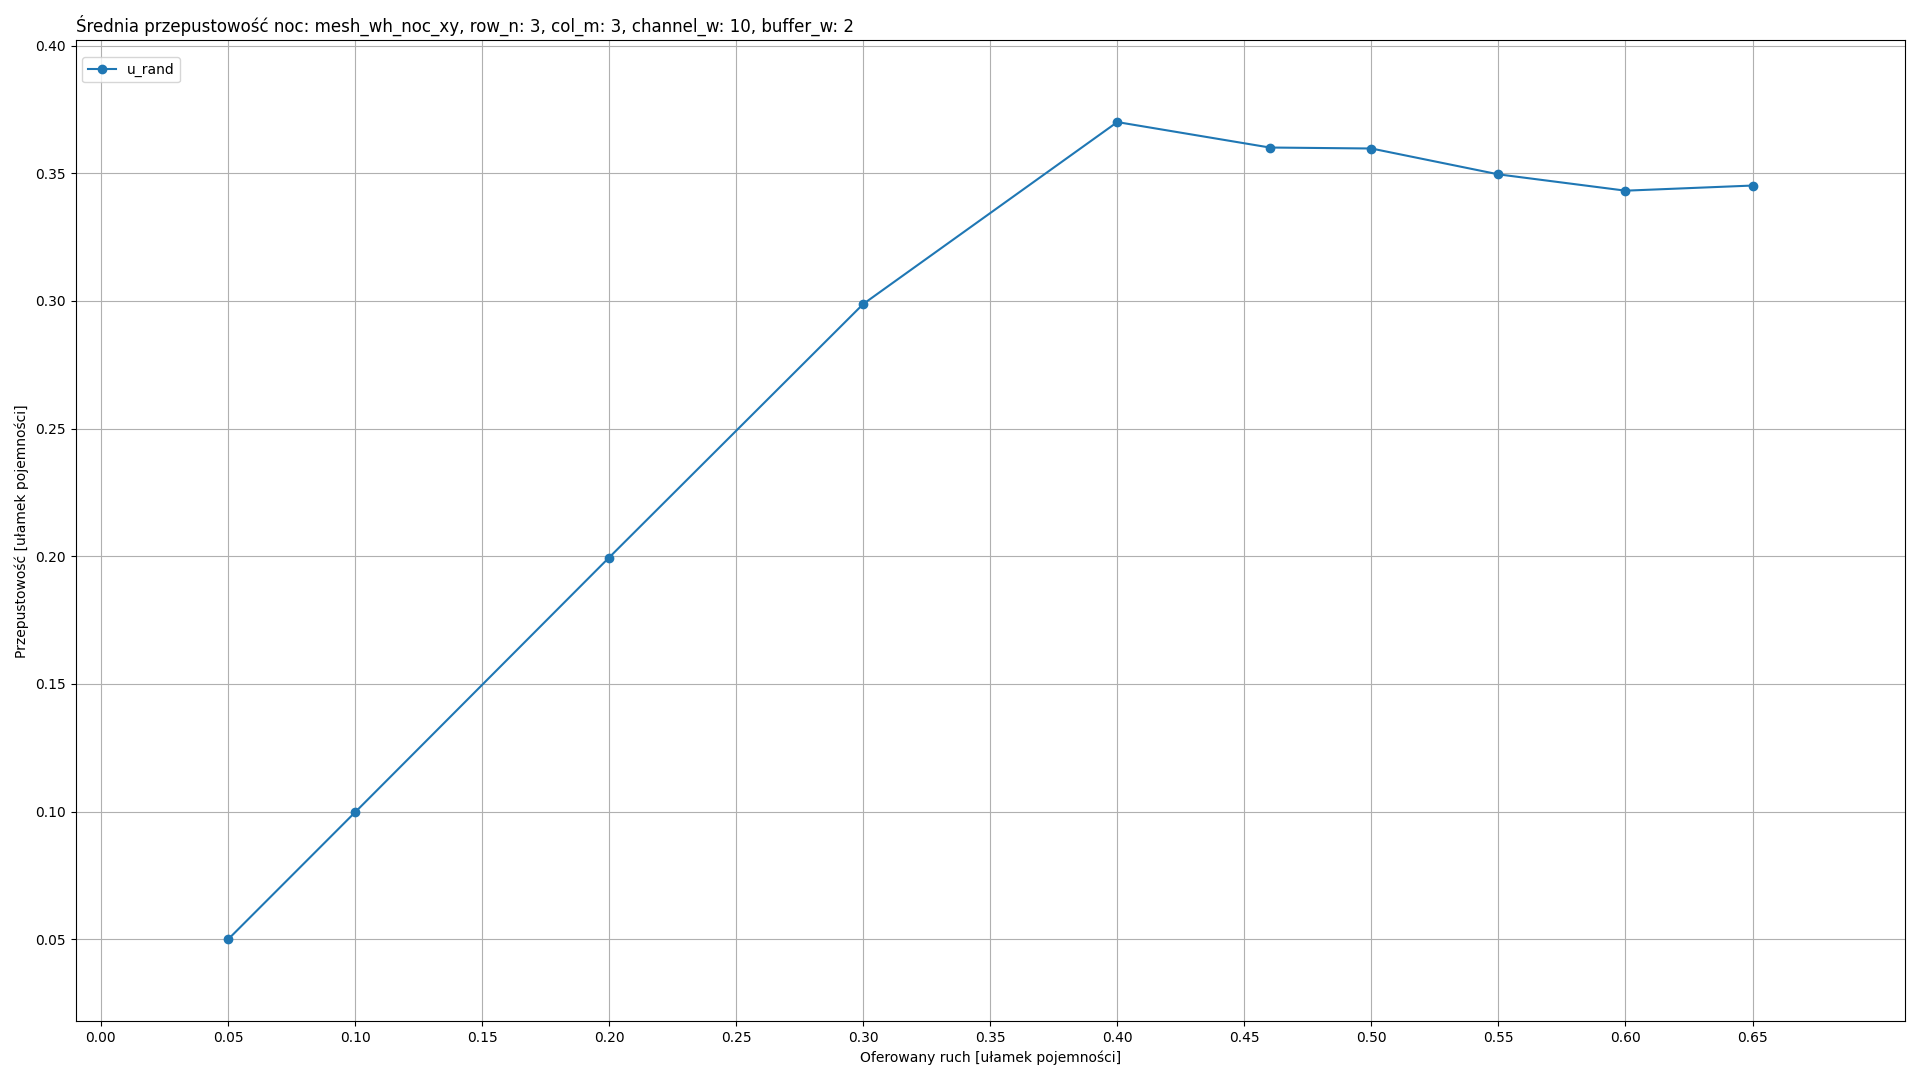 Średnia przepustowość noc: mesh_wh_noc_xy, row_n: 3, col_m: 3, channel_w: 10, buffer_w: 2
u_rand
Przepustowość [ułamek pojemności]
0.40
0.35
0.30
0.25
0.20
0.15
0.10
0.05
0.00 0.05 0.10 0.15 0.20 0.25 0.30 0.35 0.40 0.45 0.50 0.55 0.60 0.65
Oferowany ruch [ułamek pojemności]